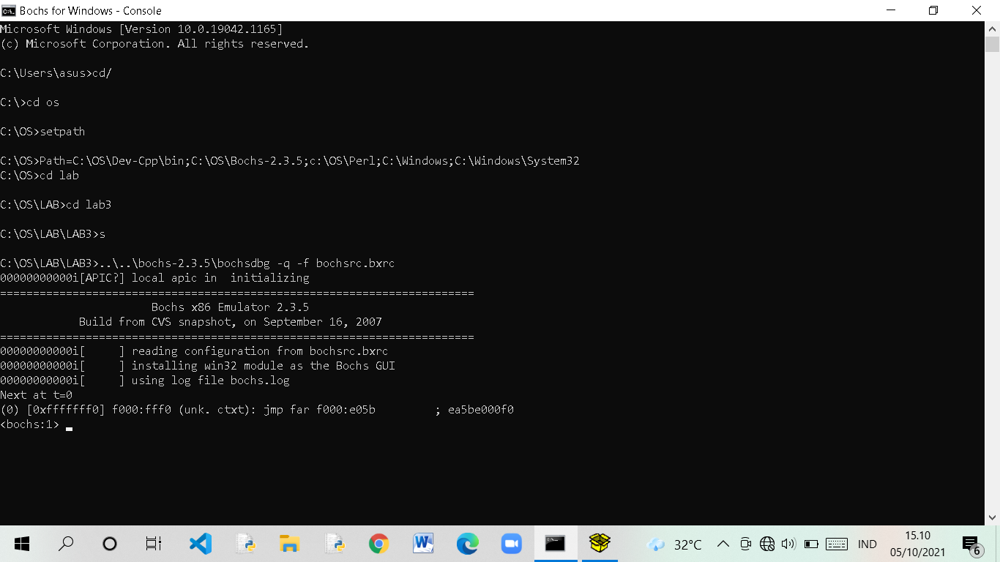 Bochs for Windows - Console
Microsoft Windows [Version 10.0.19042.1165]
(c) Microsoft Corporation. All rights reserved.
C:\Users\asus>cd/
C:\>cd os
C:\OS>setpath
C:\OS>Path=C:\OS\Dev-Cpp\bin;C:\OS\Bochs-2.3.5;c:\OS\Perl;C:\Windows;C:\Windows\System32
C:\OS>cd lab
C:\OS\LAB>cd lab3
C:\OS\LAB\LAB3>s
C:\OS\LAB\LAB3>..\..\bochs-2.3.5\bochsdbg -q -f bochsrc.bxrc
00000000000i[APIC?] local apic in  initializing
========================================================================
Bochs x86 Emulator 2.3.5
Build from CVS snapshot, on September 16, 2007
========================================================================
00000000000i[     ] reading configuration from bochsrc.bxrc
00000000000i[     ] installing win32 module as the Bochs GUI
00000000000i[     ] using log file bochs.log
Next at t=0
(0) [0xfffffff0] f000:fff0 (unk. ctxt): jmp far f000:e05b         ; ea5be000f0
<bochs:1>
32°C
IND
15.10
05/10/2021
6